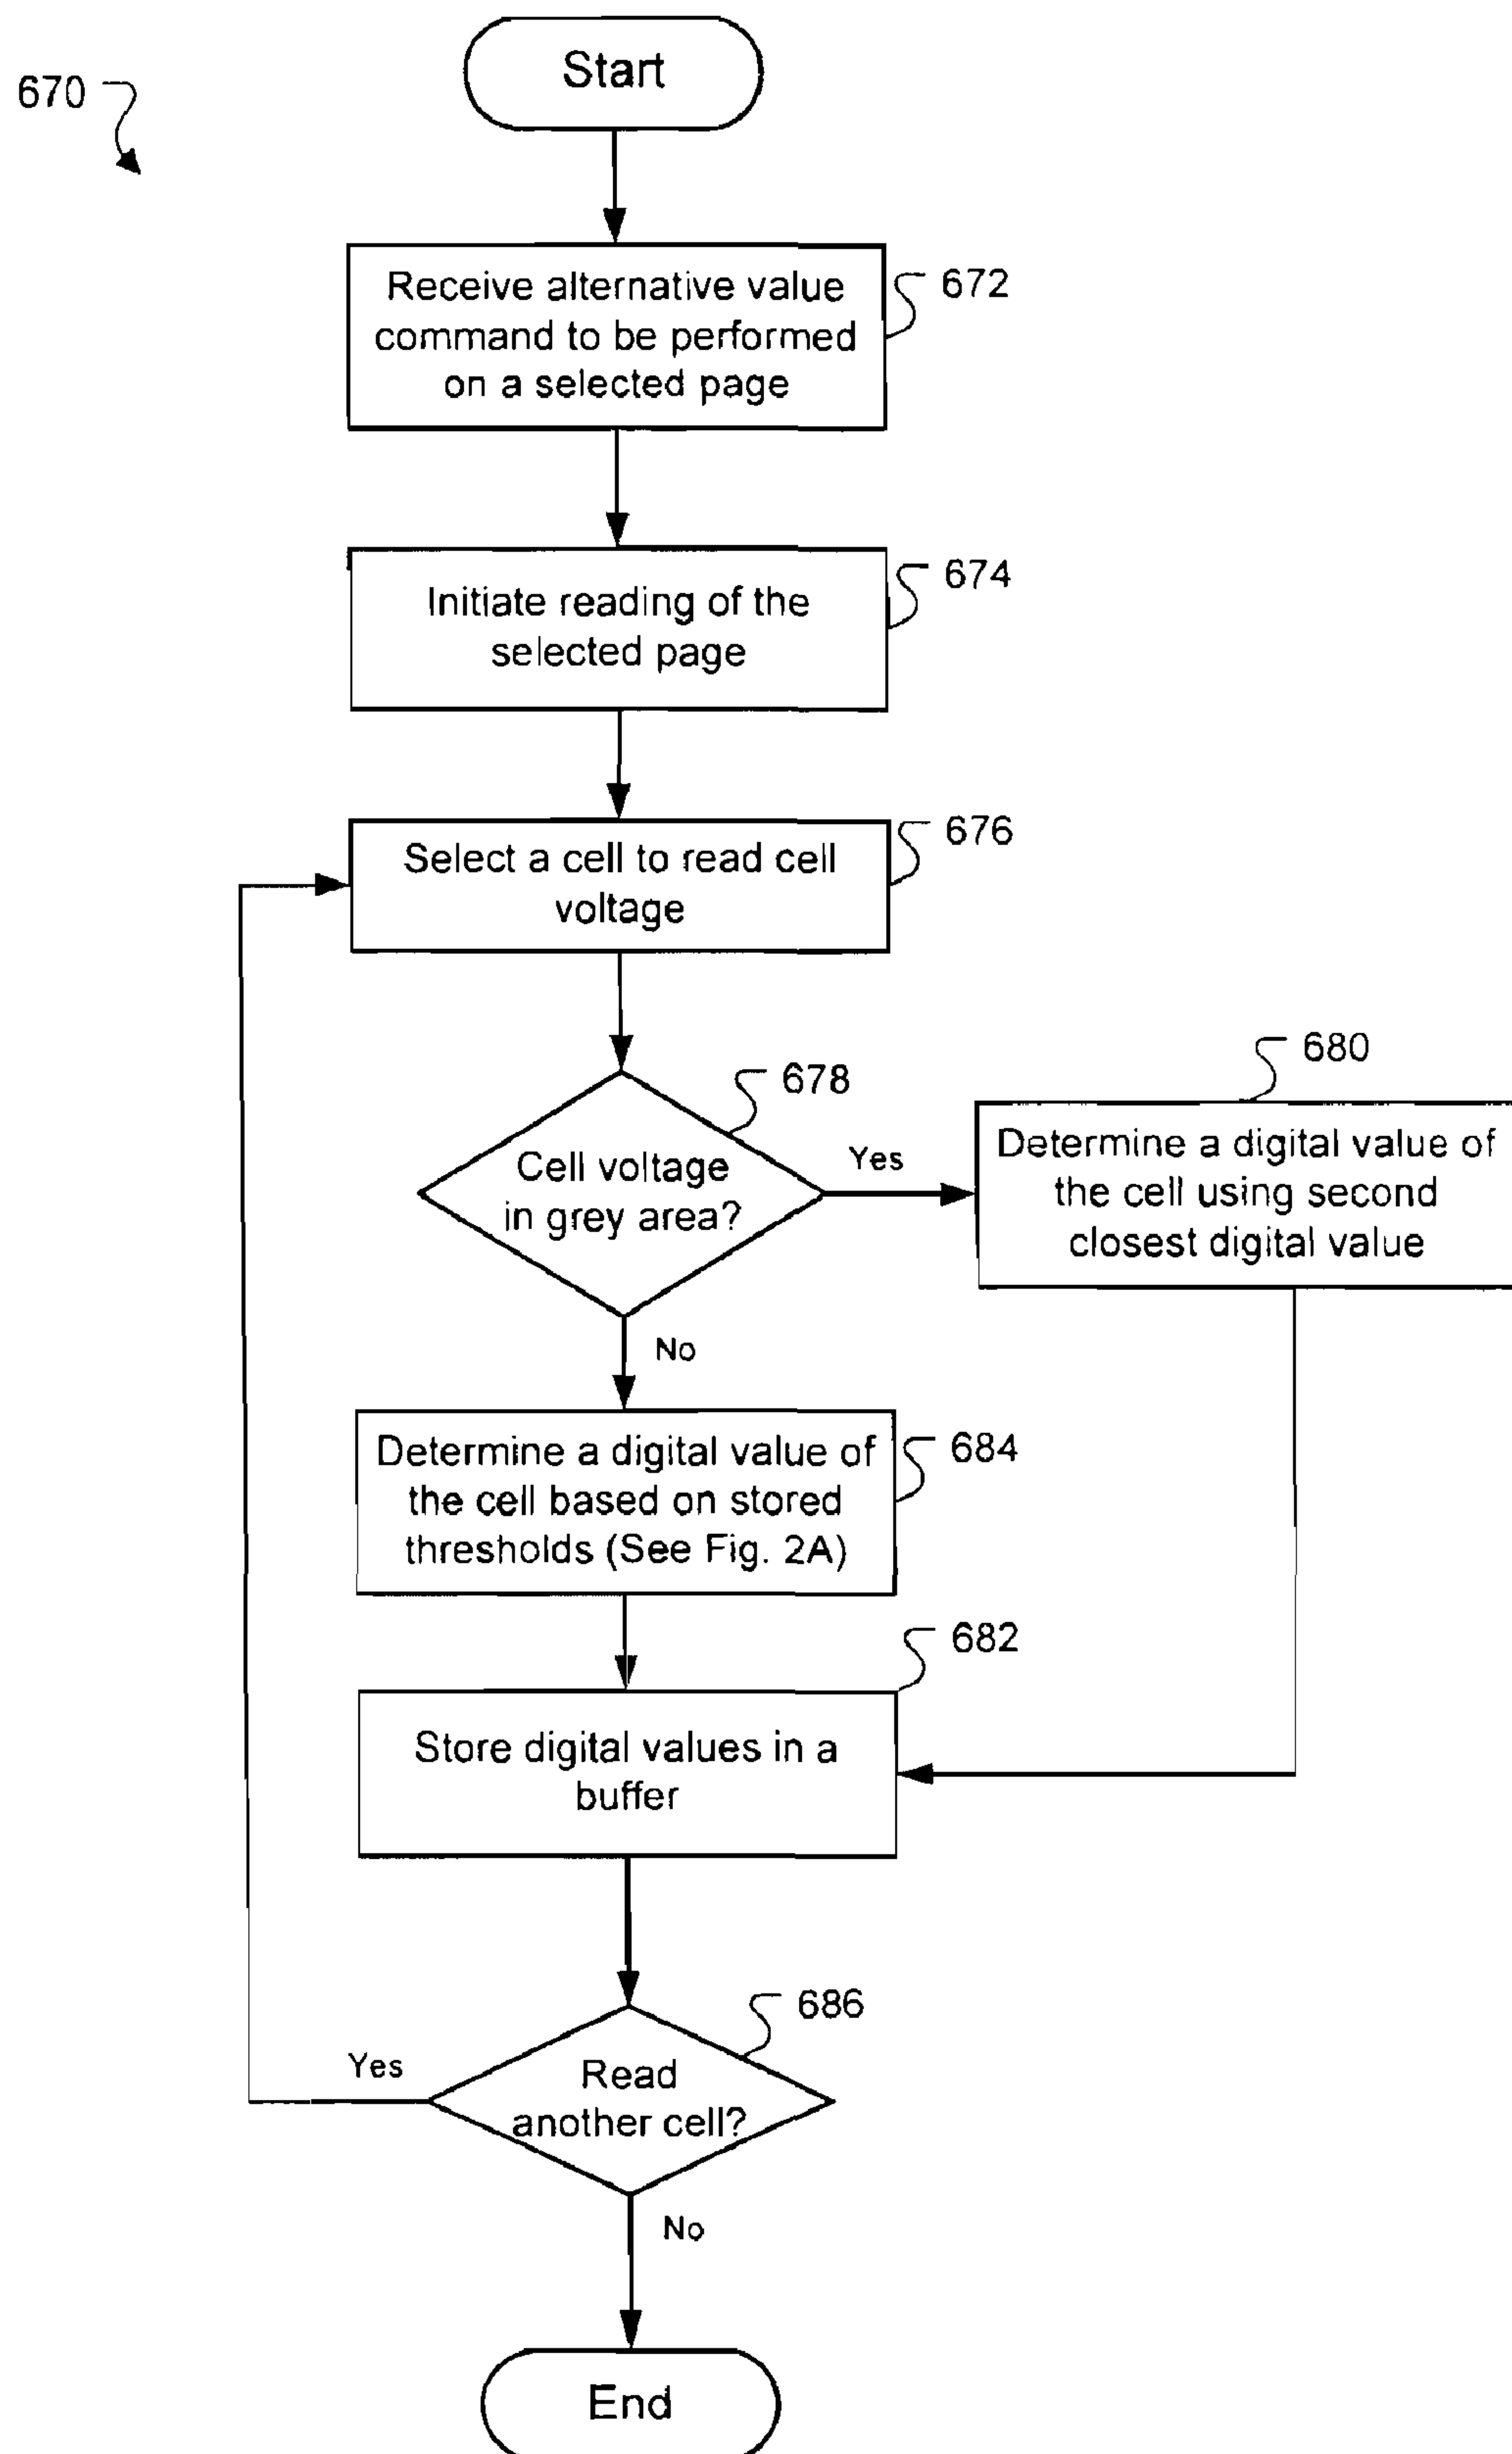 Start
670
Receive alternative value
command to be performed
on a selected page
672
Initiate reading of the
selected page
674
Select a cell to read cell
voltage
676
Cell voltage
in grey area?
678
Yes
680
Determine a digital value of
the cell using second
closest digital value
No
Determine a digital value of
the cell based on stored
thresholds (See Fig. 2A)
684
682
Store digital values in a
buffer
686
Yes
Read
another cell?
No
End